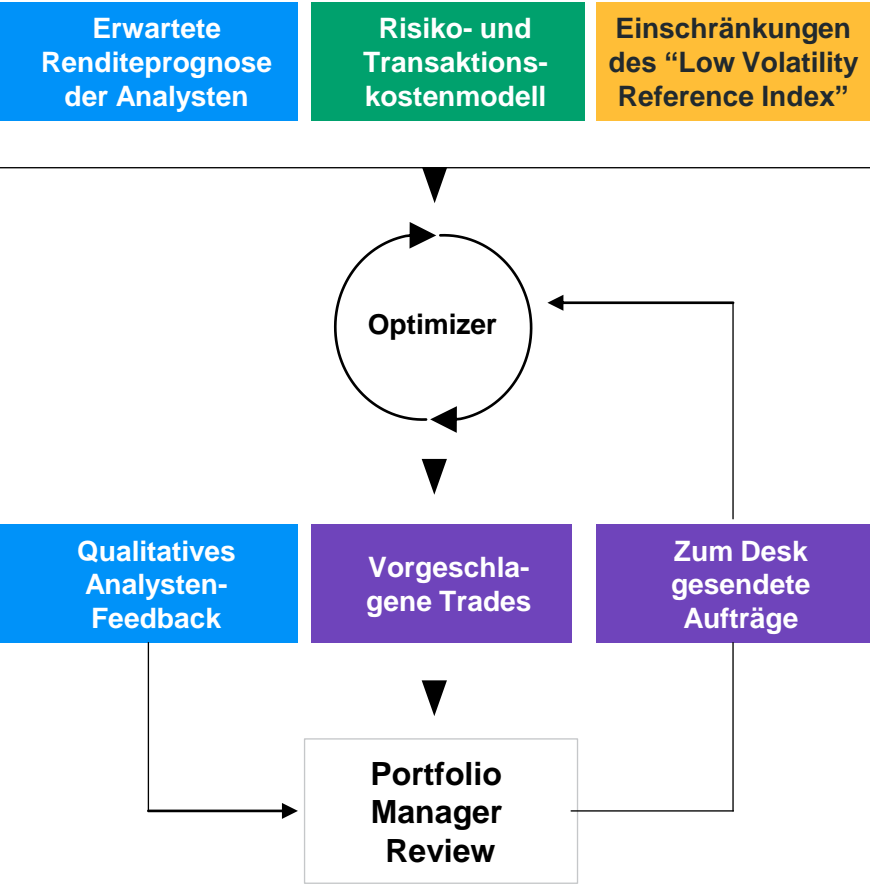 Erwartete
Renditeprognose
der Analysten
Risiko- und
Transaktions-
kostenmodell
Einschränkungen
des “Low Volatility
Reference Index”
Optimizer
Qualitatives
Analysten-
Feedback
Vorgeschla-
gene Trades
Zum Desk
gesendete
Aufträge
Portfolio
Manager
Review